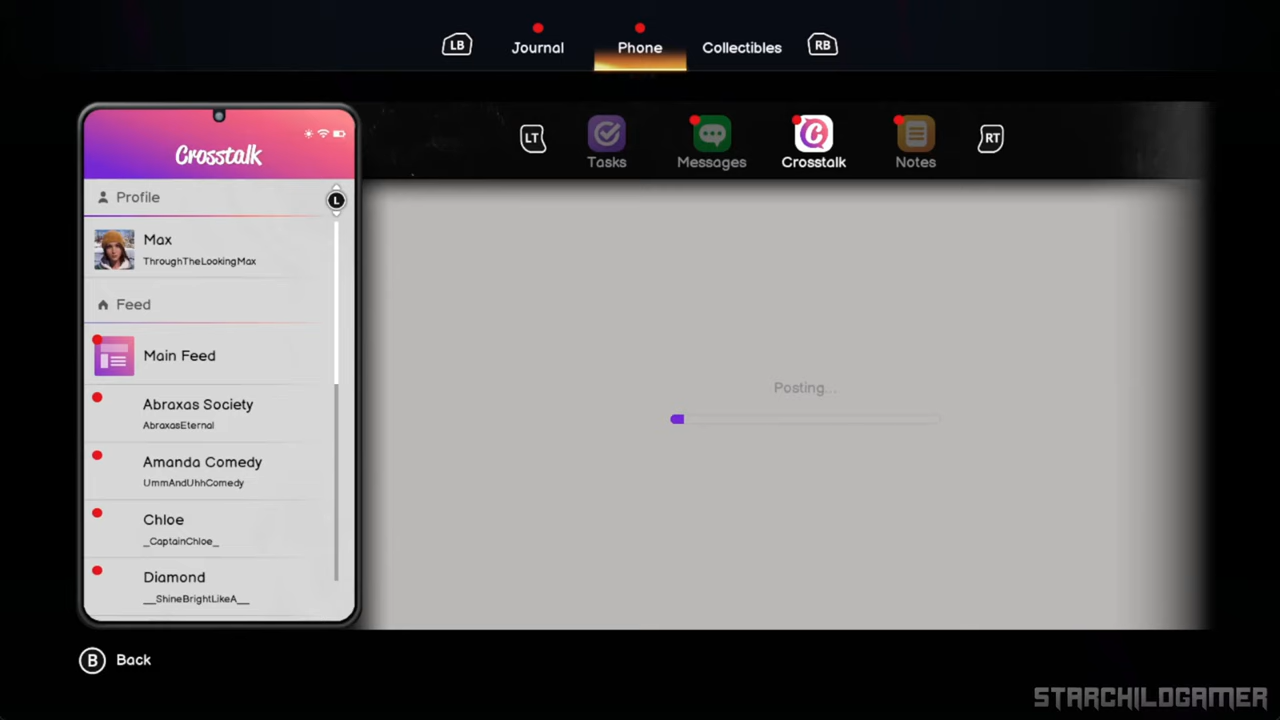 LB
Journal
Phone
Collectibles
RB
Crosstalk
LT
Tasks
Messages
Crosstalk
Notes
RT
Profile
L
Max
ThroughTheLookingMax
Feed
Main Feed
Abraxas Society
AbraxasEternal
Amanda Comedy
UmmAndUhhComedy
Chloe
_CaptainChloe_
Diamond
__ShineBrightLikeA__
Posting...
B Back
STARCHILDGAMER